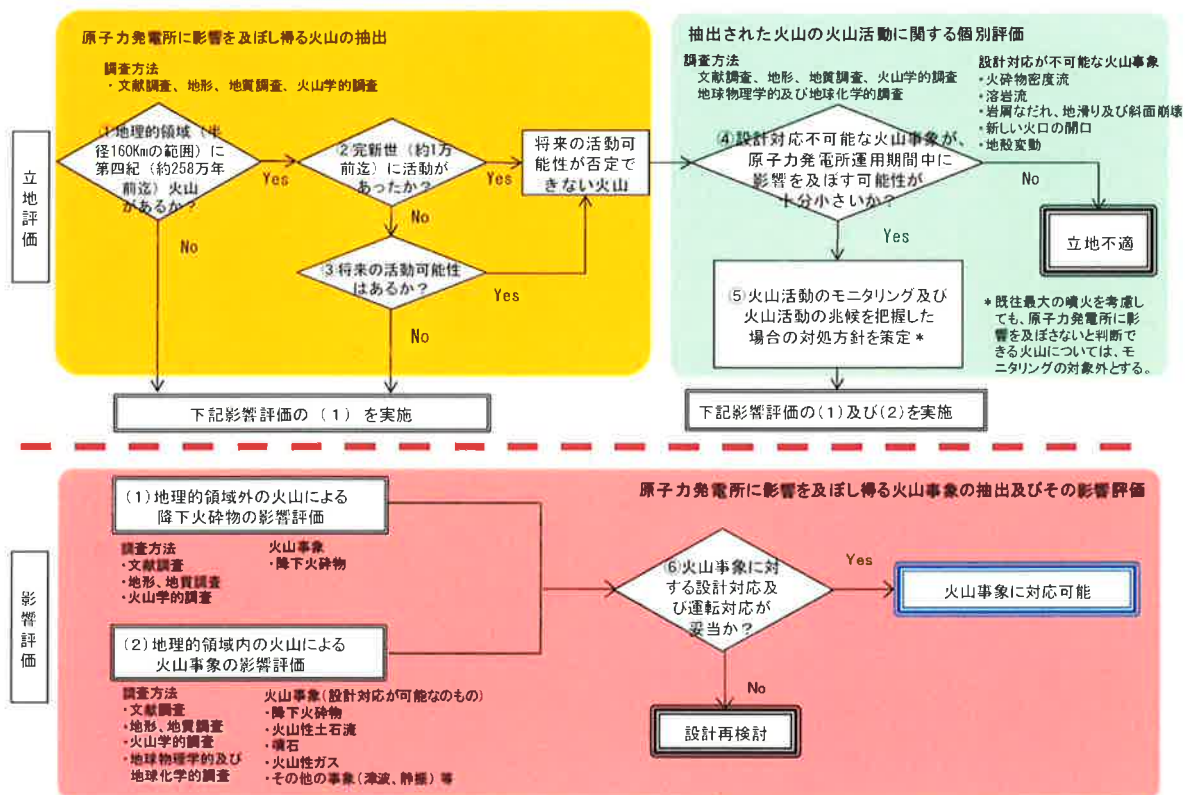 立地評価
原子力発電所に影響を及ぼし得る火山の抽出
調査方法
・文献調査、地形、地質調査、火山学的調査
①地理的領域（半
径160Kmの範囲）に
第四紀（約258万年
前迄）火山
があるか？
Yes
No
②完新世（約1万
前迄）に活動が
あったか？
Yes
No
③将来の活動可能性
はあるか？
Yes
No
将来の活動可
能性が否定で
きない火山
下記影響評価の（1）を実施
抽出された火山の火山活動に関する個別評価
調査方法
文献調査、地形、地質調査、火山学的調査
地球物理学的及び地球化学的調査
設計対応が不可能な火山事象
・火砕物密度流
・溶岩流
・岩屑なだれ、地滑り及び斜面崩壊
・新しい火口の開口
・地殻変動
④設計対応不可能な火山事象が、
原子力発電所運用期間中に
影響を及ぼす可能性が
十分小さいか？
No
Yes
立地不適
⑤火山活動のモニタリング及び
火山活動の兆候を把握した
場合の対処方針を策定＊
＊既往最大の噴火を考慮し
ても、原子力発電所に影
響を及ぼさないと判断で
きる火山については、モ
ニタリングの対象外とする。
下記影響評価の(1)及び(2)を実施
影響評価
原子力発電所に影響を及ぼし得る火山事象の抽出及びその影響評価
(1)地理的領域外の火山による
降下火砕物の影響評価
調査方法
・文献調査
・地形、地質調査
・火山学的調査
火山事象
・降下火砕物
(2)地理的領域内の火山による
火山事象の影響評価
調査方法
・文献調査
・地形、地質調査
・火山学的調査
・地球物理学的及び
地球化学的調査
火山事象(設計対応が可能なのもの)
・降下火砕物
・火山性土石流
・噴石
・火山性ガス
・その他の事象(津波、静振)等
⑥火山事象に対
する設計対応及
び運転対応が
妥当か？
Yes
No
火山事象に対応可能
設計再検討